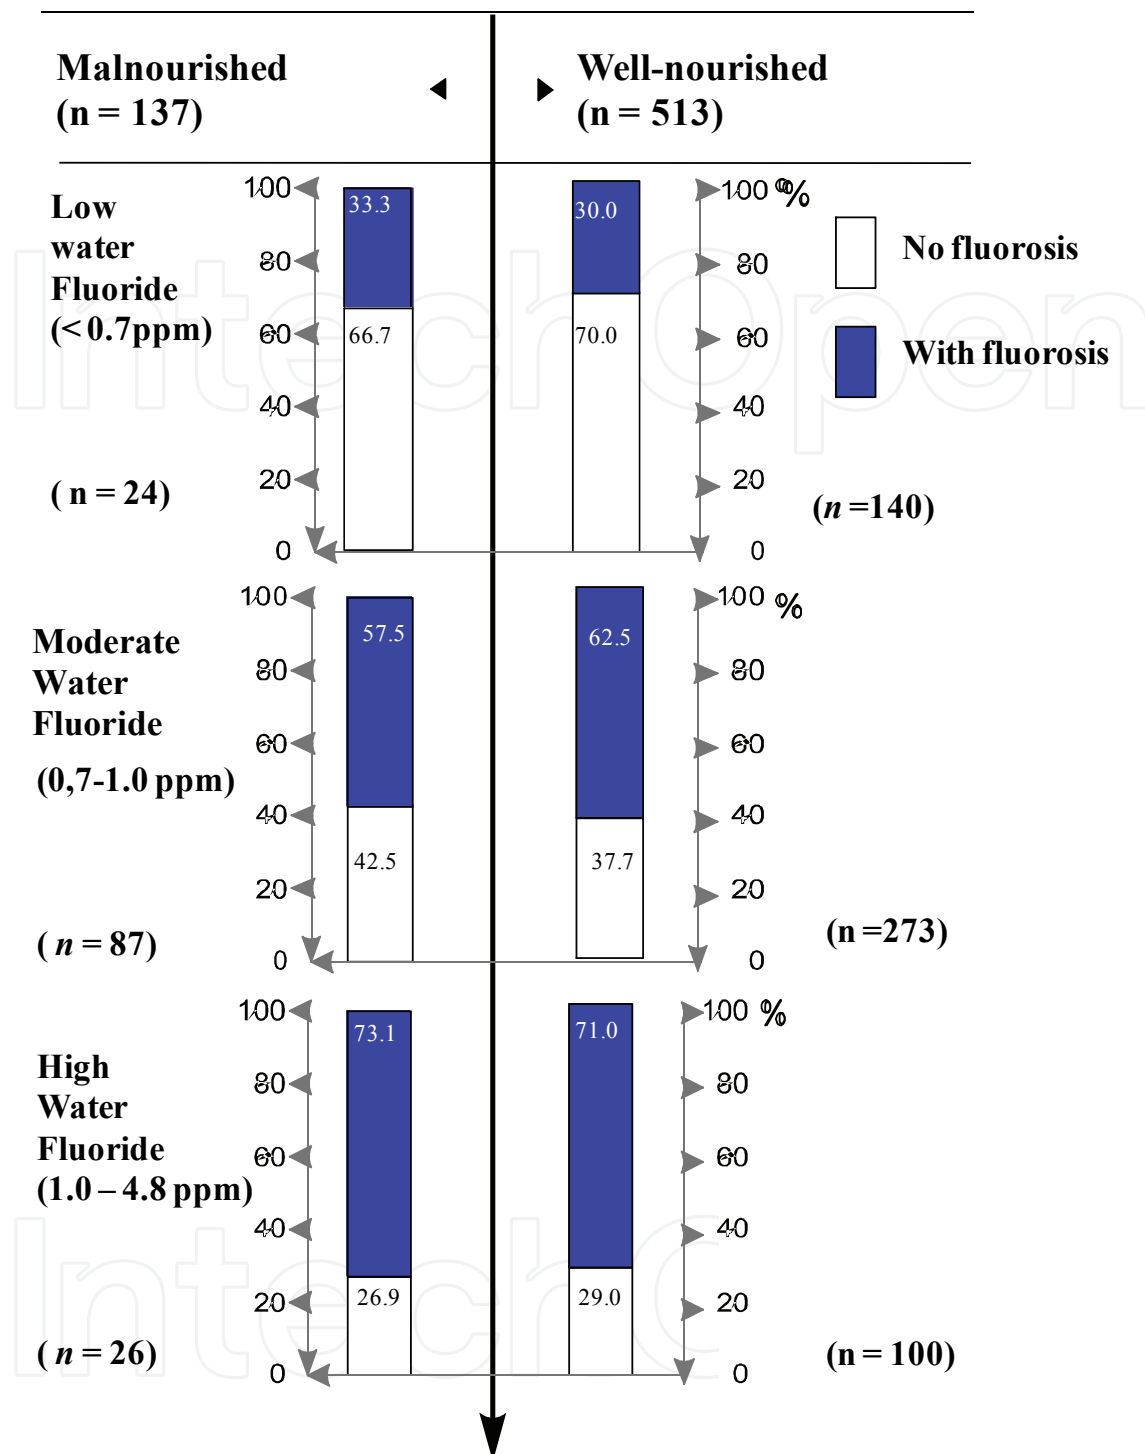 Malnourished
(n = 137)
Well-nourished
(n = 513)
Low
water
Fluoride
(< 0.7ppm)
( n = 24)
100
80
60
40
20
0
33.3
66.7
30.0
70.0
100 %
80
60
40
20
0
No fluorosis
With fluorosis
(n =140)
Moderate
Water
Fluoride
(0,7-1.0 ppm)
( n = 87)
100
80
60
40
20
0
57.5
42.5
62.5
37.7
100 %
80
60
40
20
0
(n =273)
High
Water
Fluoride
(1.0 – 4.8 ppm)
( n = 26)
100
80
60
40
20
0
73.1
26.9
71.0
29.0
100 %
80
60
40
20
0
(n = 100)
IntechOpen
IntechO